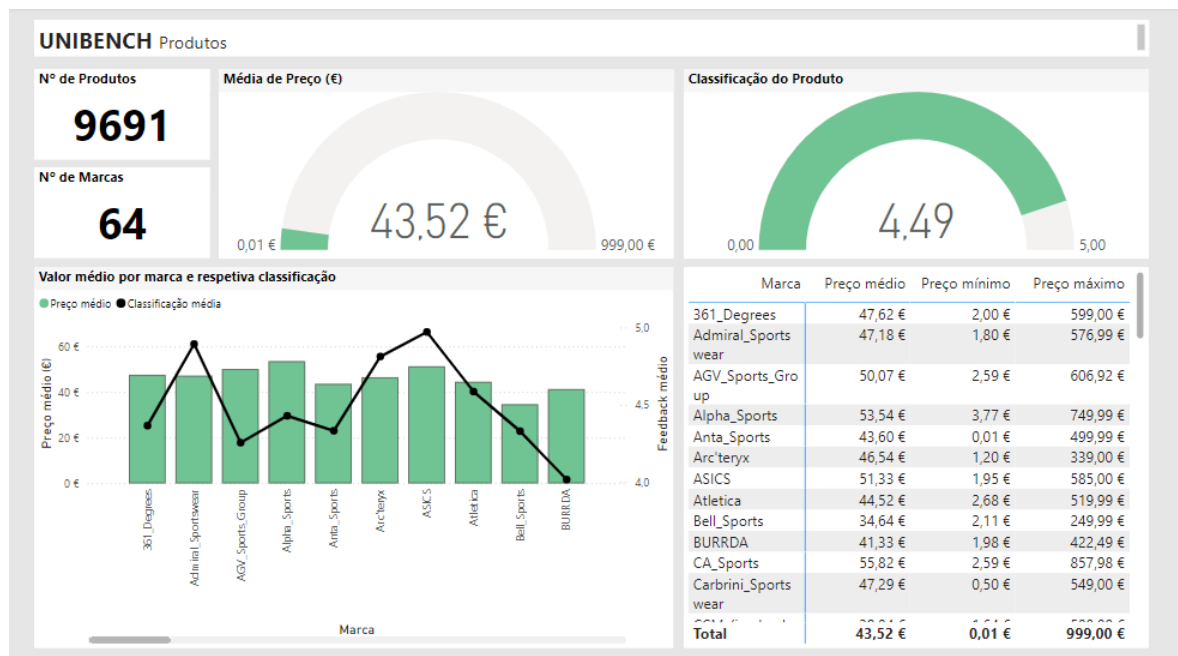 UNIBENCH Produtos
Nº de Produtos
9691
Nº de Marcas
64
Média de Preço (€)
43,52 €
0,01 €
999,00 €
Classificação do Produto
4,49
0,00
5,00
Valor médio por marca e respetiva classificação
Preço médio Classificação média
Preço médio (€)
60 €
40 €
20 €
0 €
5.0
4.5
4.0
Feedback médio
361_Degrees
Admiral_Sportswear
AGV_Sports_Group
Alpha_Sports
Anta_Sports
Arc'teryx
ASICS
Atletica
Bell_Sports
BURRDA
Marca
Marca Preço médio Preço mínimo Preço máximo
361_Degrees 47,62 € 2,00 € 599,00 €
Admiral_Sports 47,18 € 1,80 € 576,99 €
wear
AGV_Sports_Gro 50,07 € 2,59 € 606,92 €
up
Alpha_Sports 53,54 € 3,77 € 749,99 €
Anta_Sports 43,60 € 0,01 € 499,99 €
Arc'teryx 46,54 € 1,20 € 339,00 €
ASICS 51,33 € 1,95 € 585,00 €
Atletica 44,52 € 2,68 € 519,99 €
Bell_Sports 34,64 € 2,11 € 249,99 €
BURRDA 41,33 € 1,98 € 422,49 €
CA_Sports 55,82 € 2,59 € 857,98 €
Carbrini_Sports 47,29 € 0,50 € 549,00 €
wear
Total 43,52 € 0,01 € 999,00 €